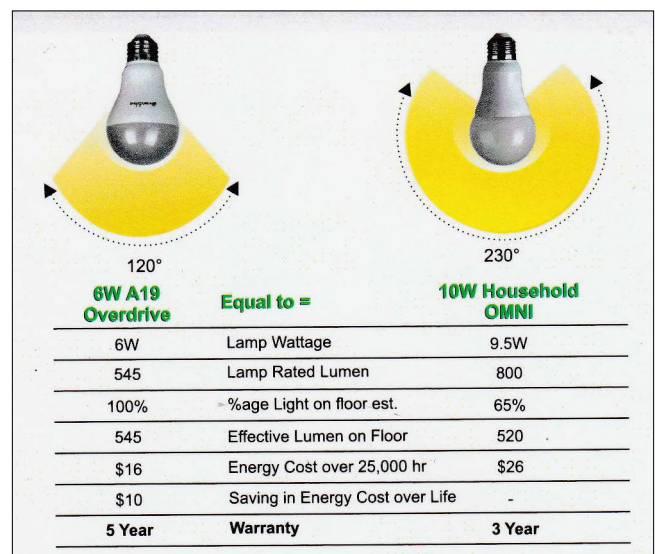 120°
230°
6W A19
Overdrive
Equal to =
10W Household
OMNI
6W Lamp Wattage 9.5W
545 Lamp Rated Lumen 800
100% %age Light on floor est. 65%
545 Effective Lumen on Floor 520
$16 Energy Cost over 25,000 hr $26
$10 Saving in Energy Cost over Life -
5 Year Warranty 3 Year